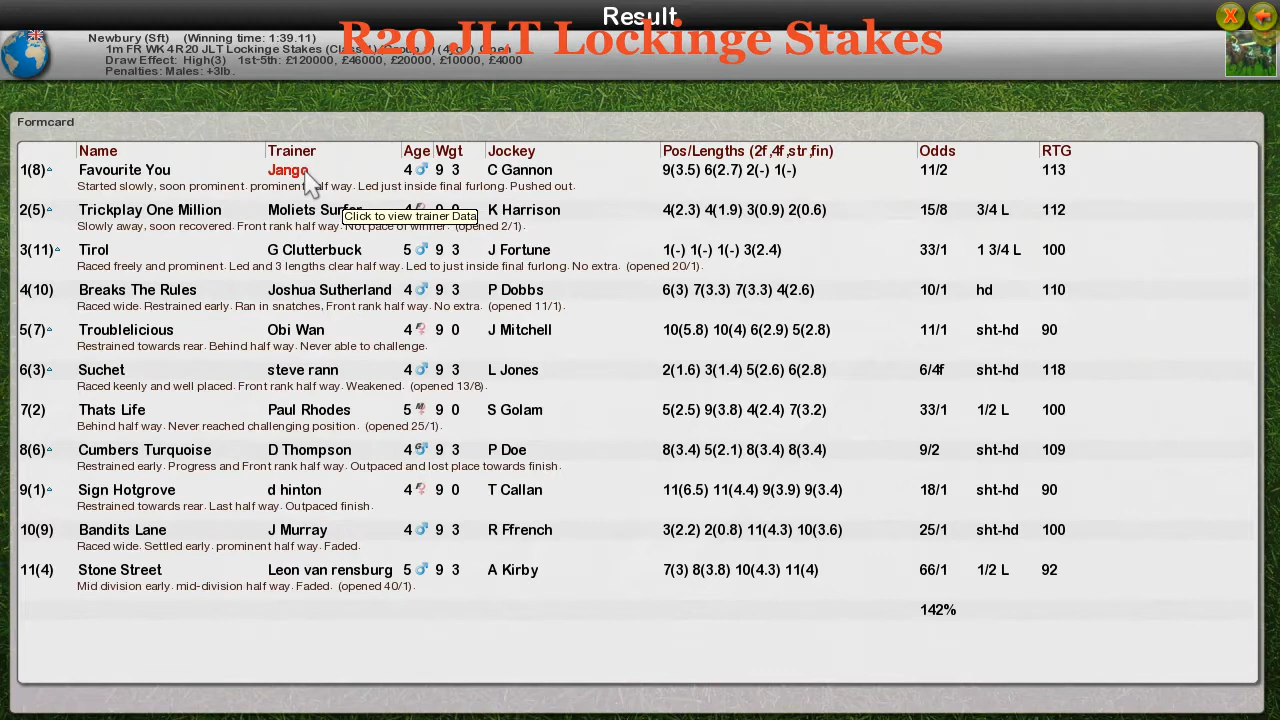 Result
R20 JLT Lockinge Stakes
Newbury (Sft) (Winning time: 1:39.11)
1m FR WK 4 R20 JLT Lockinge Stakes (Class 1) (Group 1) (4yo+) Open
Draw Effect: High(3) 1st-5th: £120000, £46000, £20000, £10000, £4000
Penalties: Males: +3lb.
Formcard
Name Trainer Age Wgt Jockey Pos/Lengths (2f,4f,str,fin) Odds RTG
1(8) Favourite You Jango 4 9 3 C Gannon 9(3.5) 6(2.7) 2(-) 1(-) 11/2 113
Started slowly, soon prominent. prominent half way. Led just inside final furlong. Pushed out.
2(5) Trickplay One Million Moliets Surfer 4 9 0 K Harrison 4(2.3) 4(1.9) 3(0.9) 2(0.6) 15/8 3/4 L 112
Click to view trainer Data
Slowly away, soon recovered. Front rank half way. Not pace of winner. (opened 2/1).
3(11) Tirol G Clutterbuck 5 9 3 J Fortune 1(-) 1(-) 1(-) 3(2.4) 33/1 1 3/4 L 100
Raced freely and prominent. Led and 3 lengths clear half way. Led to just inside final furlong. No extra. (opened 20/1).
4(10) Breaks The Rules Joshua Sutherland 4 9 3 P Dobbs 6(3) 7(3.3) 7(3.3) 4(2.6) 10/1 hd 110
Raced wide. Restrained early. Ran in snatches, Front rank half way. No extra. (opened 11/1).
5(7) Troublelicious Obi Wan 4 9 0 J Mitchell 10(5.8) 10(4) 6(2.9) 5(2.8) 11/1 sht-hd 90
Restrained towards rear. Behind half way. Never able to challenge.
6(3) Suchet steve rann 4 9 3 L Jones 2(1.6) 3(1.4) 5(2.6) 6(2.8) 6/4f sht-hd 118
Raced keenly and well placed. Front rank half way. Weakened. (opened 13/8).
7(2) Thats Life Paul Rhodes 5 9 0 S Golam 5(2.5) 9(3.8) 4(2.4) 7(3.2) 33/1 1/2 L 100
Behind half way. Never reached challenging position. (opened 25/1).
8(6) Cumbers Turquoise D Thompson 4 9 3 P Doe 8(3.4) 5(2.1) 8(3.4) 8(3.4) 9/2 sht-hd 109
Restrained early. Progress and Front rank half way. Outpaced and lost place towards finish.
9(1) Sign Hotgrove d hinton 4 9 0 T Callan 11(6.5) 11(4.4) 9(3.9) 9(3.4) 18/1 sht-hd 90
Restrained towards rear. Last half way. Outpaced finish.
10(9) Bandits Lane J Murray 4 9 3 R Ffrench 3(2.2) 2(0.8) 11(4.3) 10(3.6) 25/1 sht-hd 100
Raced wide. Settled early. prominent half way. Faded.
11(4) Stone Street Leon van rensburg 5 9 3 A Kirby 7(3) 8(3.8) 10(4.3) 11(4) 66/1 1/2 L 92
Mid division early. mid-division half way. Faded. (opened 40/1).
142%